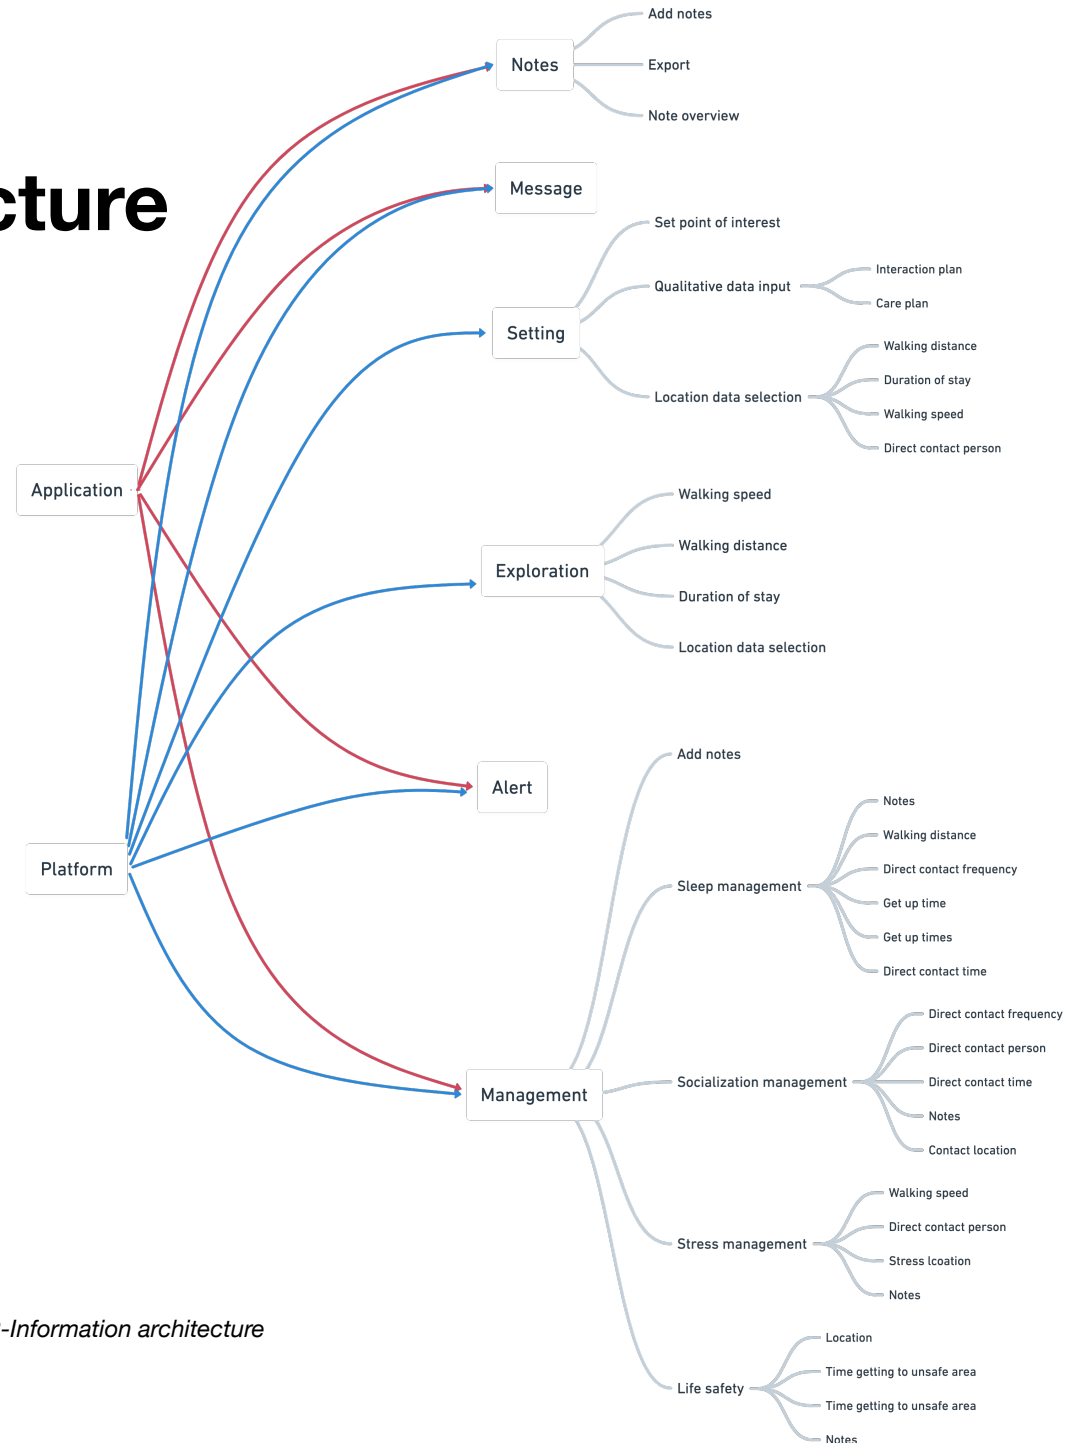 cture
Application
Platform
Notes
Add notes
Export
Note overview
Message
Setting
Set point of interest
Qualitative data input
Interaction plan
Care plan
Location data selection
Walking distance
Duration of stay
Walking speed
Direct contact person
Exploration
Walking speed
Walking distance
Duration of stay
Location data selection
Alert
Management
Add notes
Sleep management
Notes
Walking distance
Direct contact frequency
Get up time
Get up times
Direct contact time
Socialization management
Direct contact frequency
Direct contact person
Direct contact time
Notes
Contact location
Stress management
Walking speed
Direct contact person
Stress lcoation
Notes
Life safety
Location
Time getting to unsafe area
Time getting to unsafe area
Notes
-Information architecture